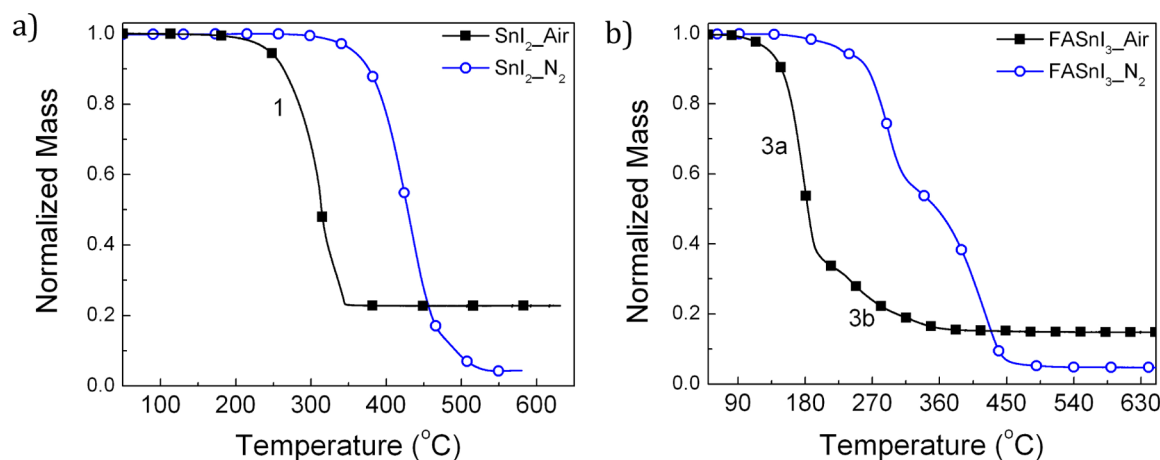 a)
SnI2_Air
SnI2_N2
1
Normalized Mass
1.0
0.8
0.6
0.4
0.2
0.0
100 200 300 400 500 600
Temperature (°C)
b)
FASnI3_Air
FASnI3_N2
3a
3b
Normalized Mass
1.0
0.8
0.6
0.4
0.2
0.0
90 180 270 360 450 540 630
Temperature (°C)